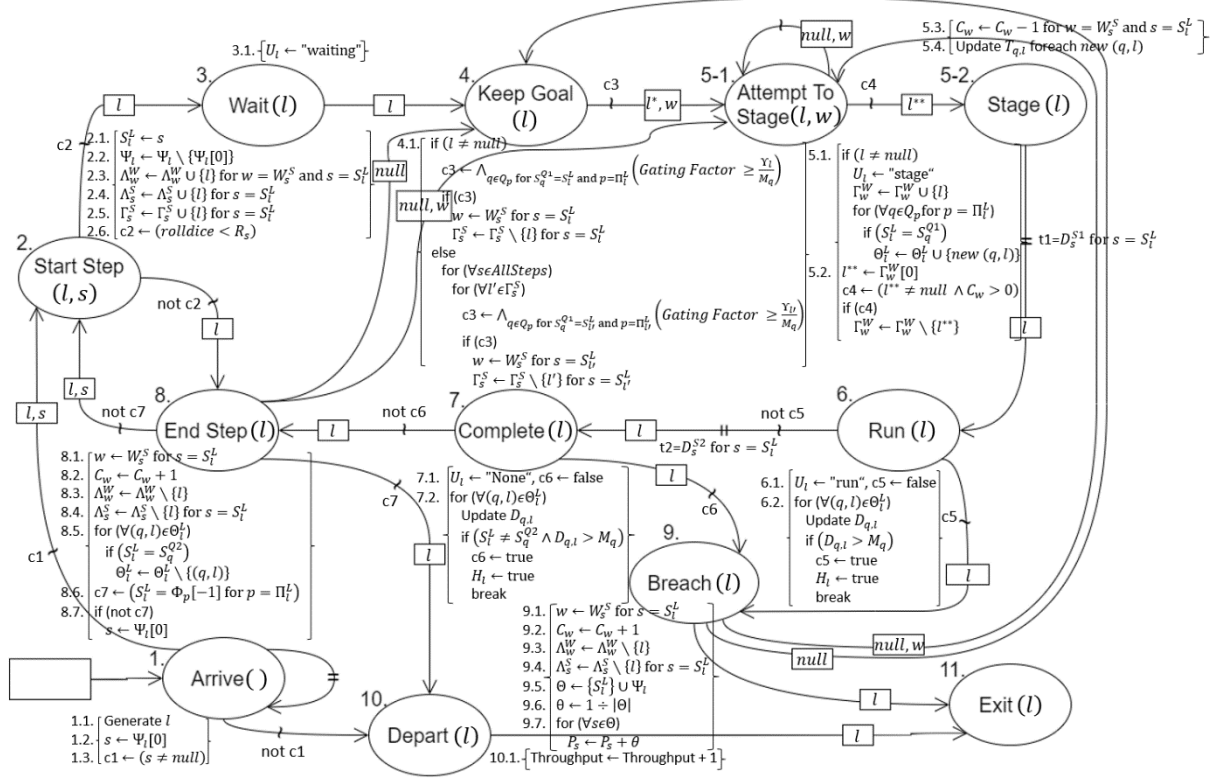 3.1. {U_l ← "waiting"}
null, w
5.3. C_w ← C_w − 1 for w = W_s^S and s = S_l^L
5.4. Update T_{q,l} foreach new (q, l)
3.
Wait (l)
l
l
4.
Keep Goal
(l)
c3
l*, w
5-1.
Attempt To
Stage(l, w)
c4
l**
5-2.
Stage (l)
c2
2.1. S_l^L ← s
2.2. Ψ_l ← Ψ_l \ {Ψ_l[0]}
2.3. Λ_w^W ← Λ_w^W ∪ {l} for w = W_s^S and s = S_l^L
2.4. Λ_s^S ← Λ_s^S ∪ {l} for s = S_l^L
2.5. Γ_s^S ← Γ_s^S ∪ {l} for s = S_l^L
2.6. c2 ← (rolldice < R_s)
null
null, w
4.1. if (l ≠ null)
c3 ← ⋀_{qϵQ_p for S_q^{Q1}=S_l^L and p=Π_l^L} (Gating Factor ≥ Υ_l/M_q)
if (c3)
w ← W_s^S for s = S_l^L
Γ_s^S ← Γ_s^S \ {l} for s = S_l^L
else
for (∀sϵAllSteps)
for (∀l′ϵΓ_s^S)
c3 ← ⋀_{qϵQ_p for S_q^{Q1}=S_{l′}^L and p=Π_{l′}^L} (Gating Factor ≥ Υ_{l′}/M_q)
if (c3)
w ← W_s^S for s = S_{l′}^L
Γ_s^S ← Γ_s^S \ {l′} for s = S_{l′}^L
5.1. if (l ≠ null)
U_l ← "stage"
Γ_w^W ← Γ_w^W ∪ {l}
for (∀qϵQ_p for p = Π_l^L)
if (S_l^L = S_q^{Q1})
Θ_l^L ← Θ_l^L ∪ {new (q, l)}
5.2. l** ← Γ_w^W[0]
c4 ← (l** ≠ null ∧ C_w > 0)
if (c4)
Γ_w^W ← Γ_w^W \ {l**}
t1=D_s^{S1} for s = S_l^L
l
2.
Start Step
(l, s)
not c2
l
l, s
l, s
not c7
8.
End Step (l)
not c6
l
7.
Complete (l)
not c5
l
t2=D_s^{S2} for s = S_l^L
6.
Run (l)
8.1. w ← W_s^S for s = S_l^L
8.2. C_w ← C_w + 1
8.3. Λ_w^W ← Λ_w^W \ {l}
8.4. Λ_s^S ← Λ_s^S \ {l} for s = S_l^L
8.5. for (∀(q, l)ϵΘ_l^L)
if (S_l^L = S_q^{Q2})
Θ_l^L ← Θ_l^L \ {(q, l)}
8.6. c7 ← (S_l^L = Φ_p[−1] for p = Π_l^L)
8.7. if (not c7)
s ← Ψ_l[0]
c1
c7
l
7.1. U_l ← "None", c6 ← false
7.2. for (∀(q, l)ϵΘ_l^L)
Update D_{q,l}
if (S_l^L ≠ S_q^{Q2} ∧ D_{q,l} > M_q)
c6 ← true
H_l ← true
break
l
c6
9.
Breach (l)
6.1. U_l ← "run", c5 ← false
6.2. for (∀(q, l)ϵΘ_l^L)
Update D_{q,l}
if (D_{q,l} > M_q)
c5 ← true
H_l ← true
break
c5
l
9.1. w ← W_s^S for s = S_l^L
9.2. C_w ← C_w + 1
9.3. Λ_w^W ← Λ_w^W \ {l}
9.4. Λ_s^S ← Λ_s^S \ {l} for s = S_l^L
9.5. Θ ← {S_l^L} ∪ Ψ_l
9.6. θ ← 1 ÷ |Θ|
9.7. for (∀sϵΘ)
P_s ← P_s + θ
null, w
null
l
1.
Arrive( )
1.1. Generate l
1.2. s ← Ψ_l[0]
1.3. c1 ← (s ≠ null)
not c1
10.
Depart (l)
l
11.
Exit (l)
10.1. {Throughput ← Throughput + 1}